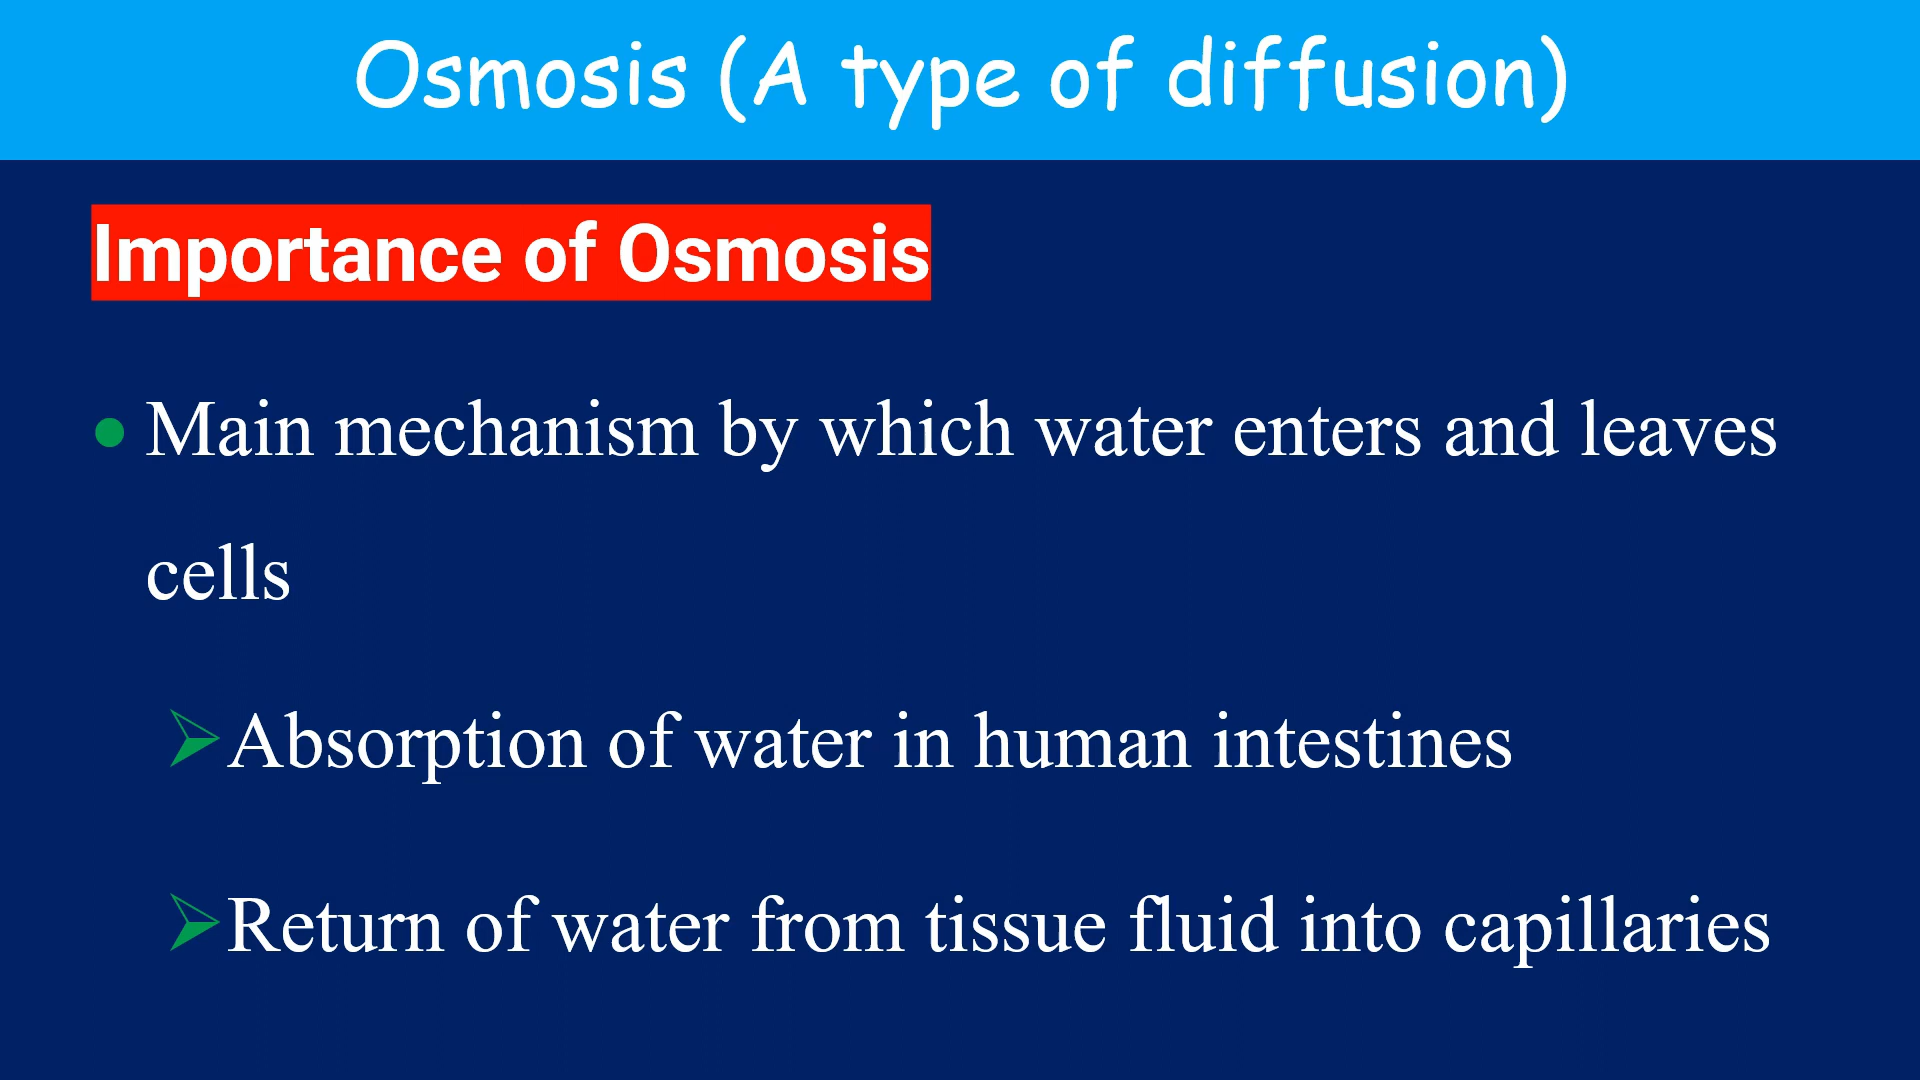 Osmosis (A type of diffusion)
Importance of Osmosis
• Main mechanism by which water enters and leaves
cells
➢Absorption of water in human intestines
➢Return of water from tissue fluid into capillaries